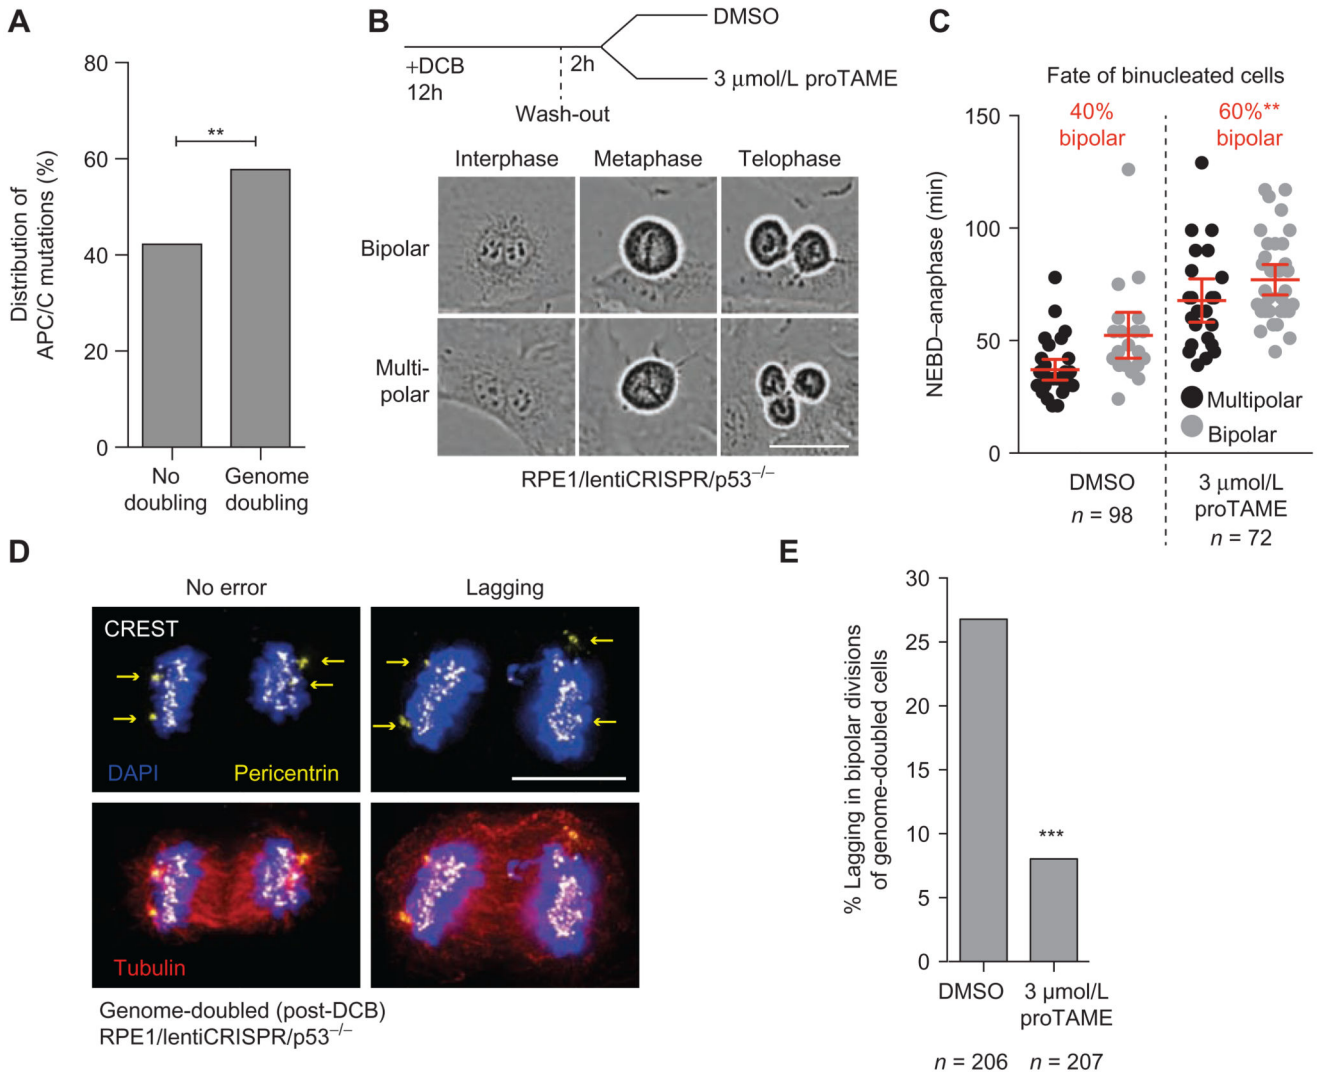 A
80
60
40
20
0
Distribution of
APC/C mutations (%)
**
No
doubling
Genome
doubling
B
+DCB
12h
2h
Wash-out
DMSO
3 μmol/L proTAME
Interphase
Metaphase
Telophase
Bipolar
Multi-
polar
RPE1/lentiCRISPR/p53–/–
C
Fate of binucleated cells
150
100
50
0
NEBD–anaphase (min)
40%
bipolar
60%**
bipolar
Multipolar
Bipolar
DMSO
n = 98
3 μmol/L
proTAME
n = 72
D
No error
Lagging
CREST
DAPI
Pericentrin
Tubulin
Genome-doubled (post-DCB)
RPE1/lentiCRISPR/p53–/–
E
30
25
20
15
10
5
0
% Lagging in bipolar divisions
of genome-doubled cells
***
DMSO
3 μmol/L
proTAME
n = 206
n = 207